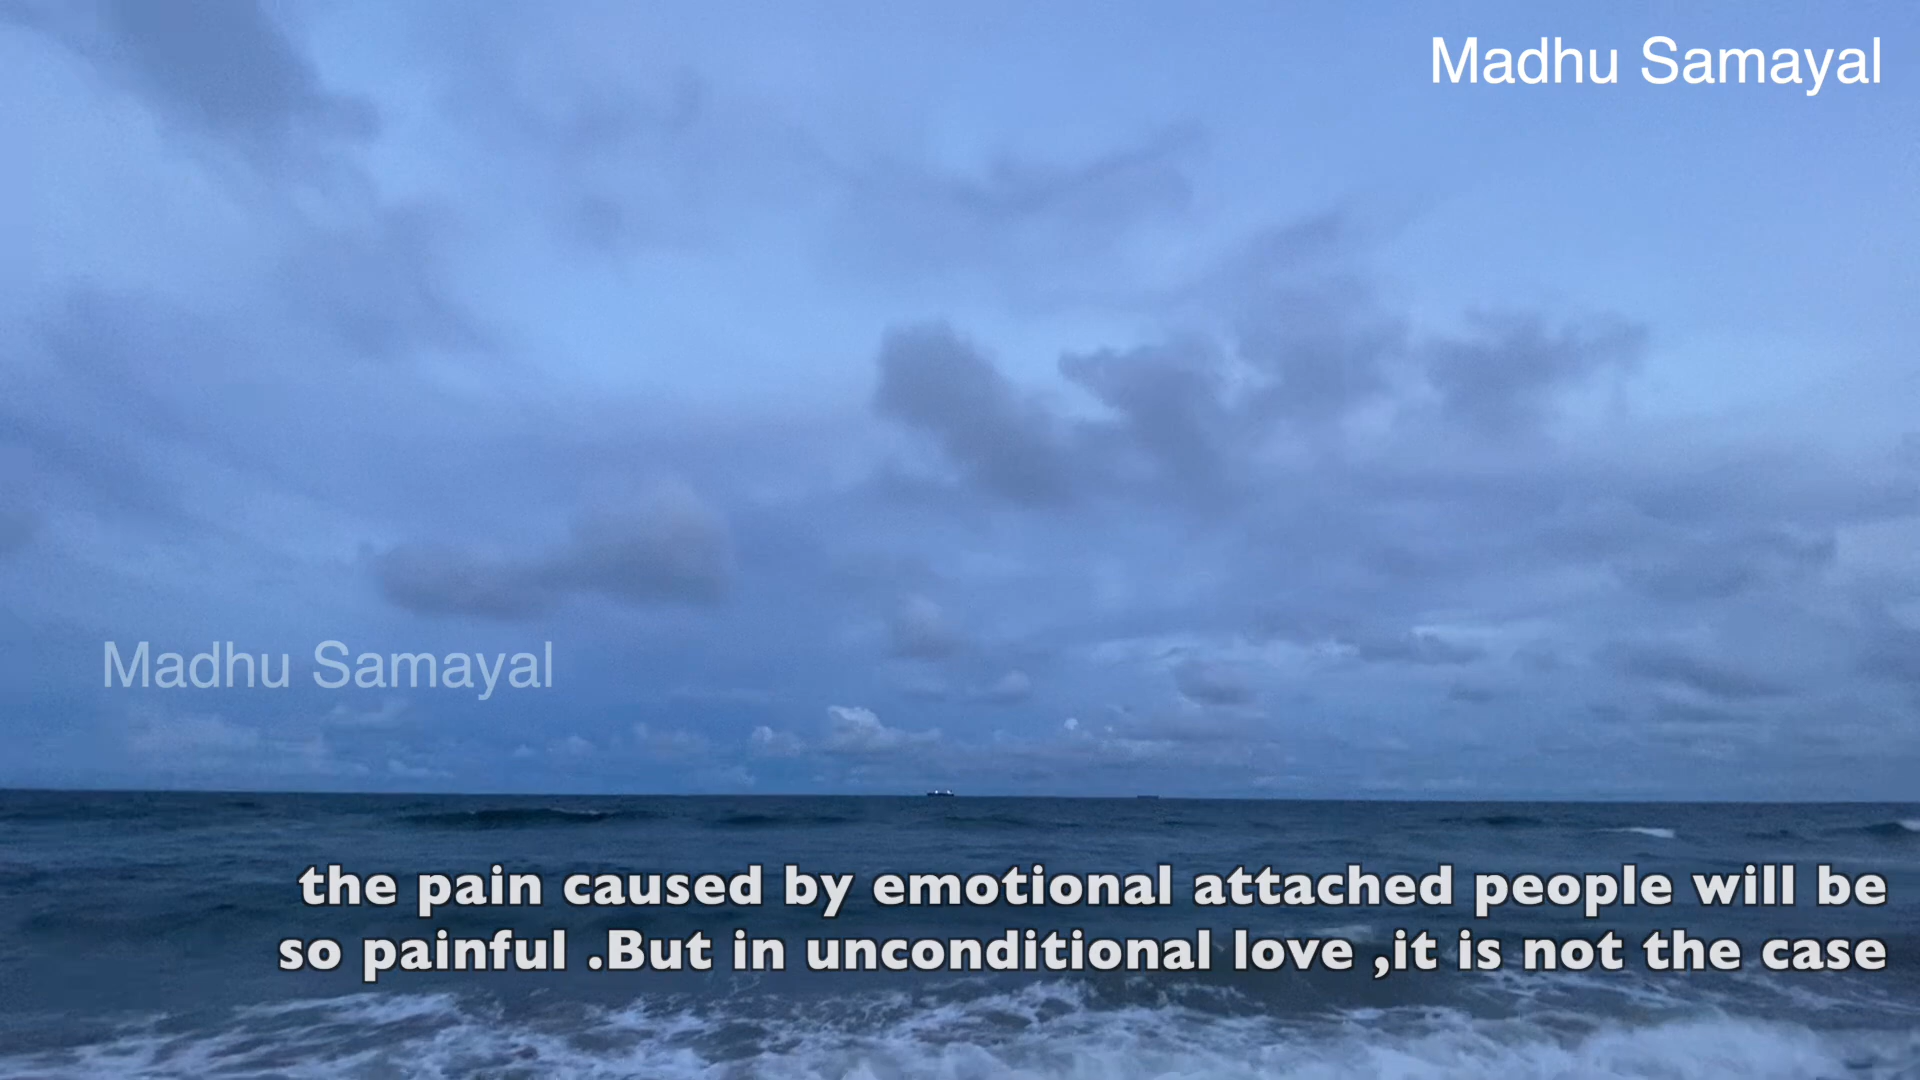 Madhu Samayal
Madhu Samayal
the pain caused by emotional attached people will be
so painful .But in unconditional love ,it is not the case